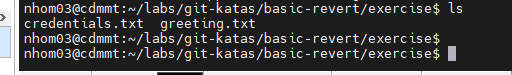 nhom03@cdmmt:~/labs/git-katas/basic-revert/exercise$ ls
credentials.txt  greeting.txt
nhom03@cdmmt:~/labs/git-katas/basic-revert/exercise$
nhom03@cdmmt:~/labs/git-katas/basic-revert/exercise$